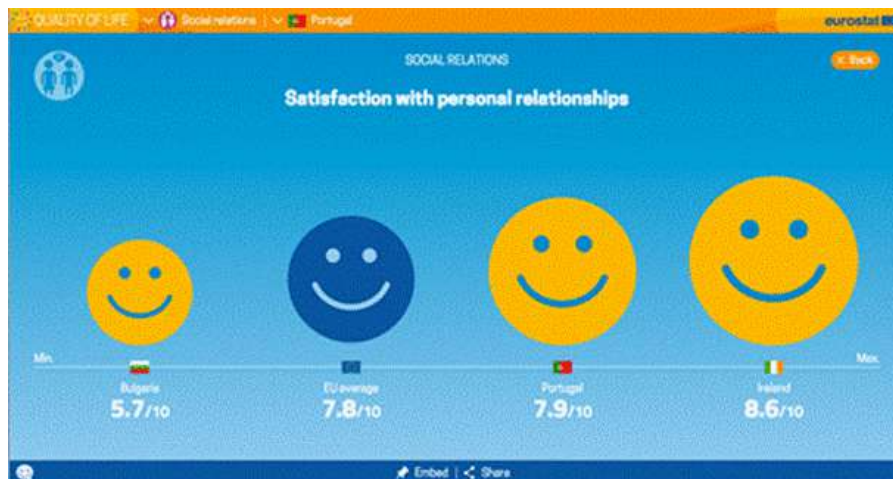 QUALITY OF LIFE Social relations | Portugal eurostat
SOCIAL RELATIONS
< Back
Satisfaction with personal relationships
Min. Max.
Bulgaria EU average Portugal Ireland
5.7/10 7.8/10 7.9/10 8.6/10
Embed | Share